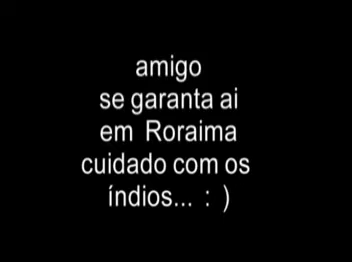 amigo
se garanta ai
em Roraima
cuidado com os
índios... : )